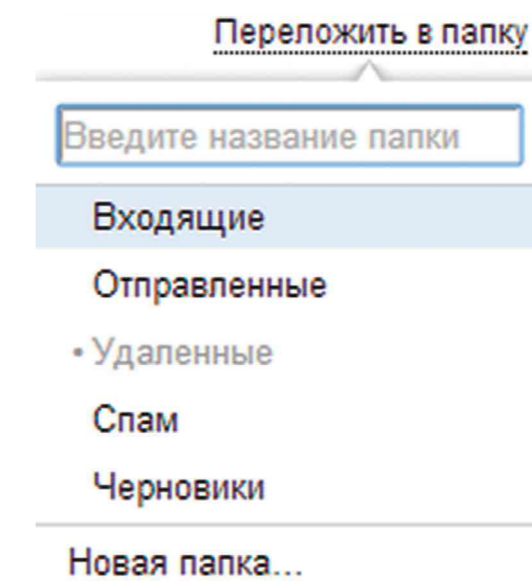 Переложить в папку
Введите название папки
Входящие
Отправленные
• Удаленные
Спам
Черновики
Новая папка...